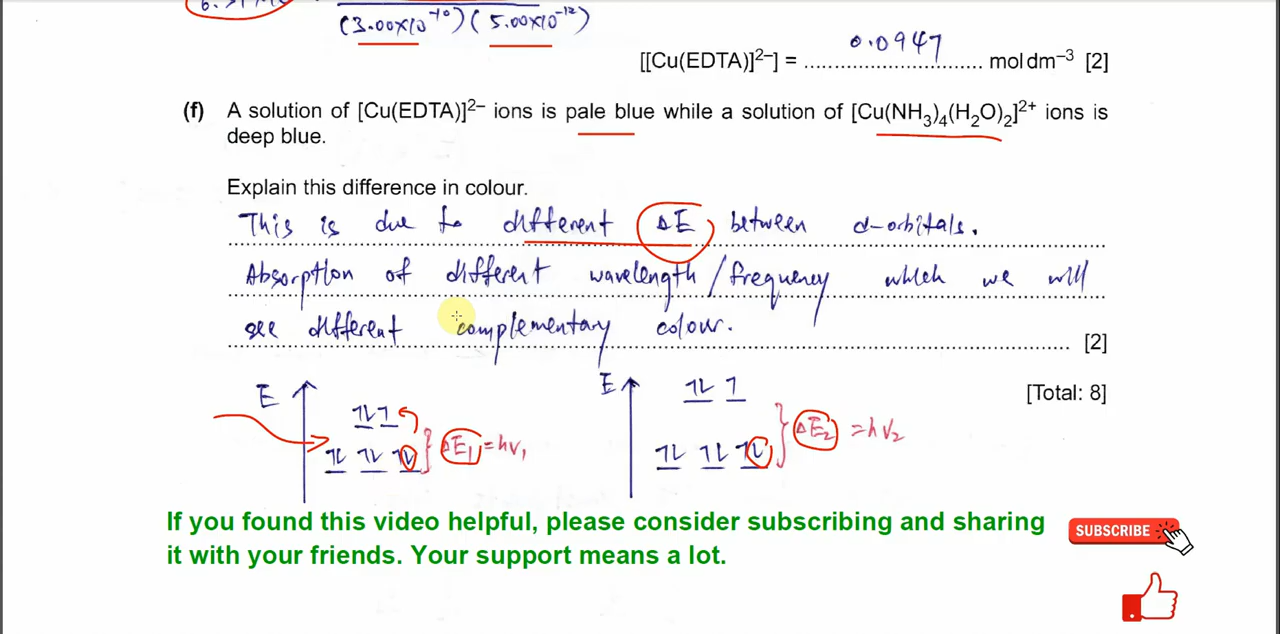 (3.00×10⁻¹⁰)(5.00×10⁻¹²)
[[Cu(EDTA)]²⁻] = ....0.0947.... mol dm⁻³ [2]
(f) A solution of [Cu(EDTA)]²⁻ ions is pale blue while a solution of [Cu(NH₃)₄(H₂O)₂]²⁺ ions is
deep blue.
Explain this difference in colour.
This is due to different ΔE between d-orbitals.
Absorption of different wavelength/frequency which we will
see different complementary colour.
[2]
[Total: 8]
E
ΔE₁ = hν₁
E
ΔE₂ = hν₂
If you found this video helpful, please consider subscribing and sharing
it with your friends. Your support means a lot.
SUBSCRIBE